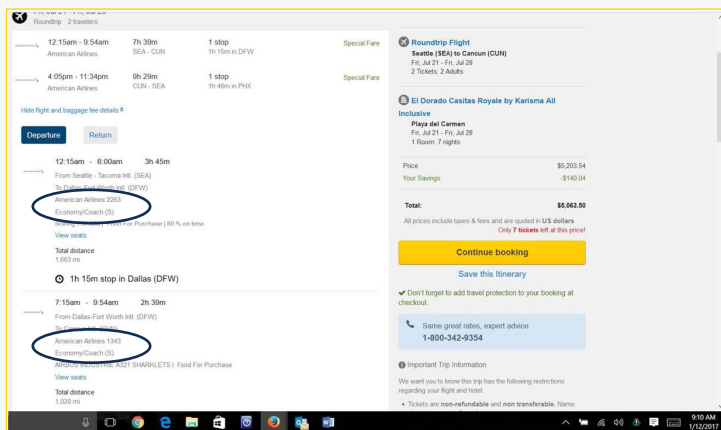 Roundtrip 2 travelers
12:15am - 9:54am 7h 39m 1 stop Special Fare
American Airlines SEA - CUN 1h 15m in DFW
4:05pm - 11:34pm 9h 29m 1 stop Special Fare
American Airlines CUN - SEA 1h 46m in PHX
Hide flight and baggage fee details
Departure Return
12:15am - 6:00am 3h 45m
From Seattle - Tacoma Intl. (SEA)
To Dallas-Fort Worth Intl. (DFW)
American Airlines 2263
Economy/Coach (S)
Food For Purchase | 80 % on time
View seats
Total distance
1,663 mi
1h 15m stop in Dallas (DFW)
7:15am - 9:54am 2h 39m
From Dallas-Fort Worth Intl. (DFW)
American Airlines 1343
Economy/Coach (S)
AIRBUS INDUSTRIE A321 SHARKLETS | Food For Purchase
View seats
Total distance
1,020 mi
Roundtrip Flight
Seattle (SEA) to Cancun (CUN)
Fri, Jul 21 - Fri, Jul 28
2 Tickets: 2 Adults
El Dorado Casitas Royale by Karisma All
Inclusive
Playa del Carmen
Fri, Jul 21 - Fri, Jul 28
1 Room: 7 nights
Price $5,203.54
Your Savings -$140.04
Total: $5,063.50
All prices include taxes & fees and are quoted in US dollars
Only 7 tickets left at this price!
Continue booking
Save this Itinerary
Don't forget to add travel protection to your booking at
checkout.
Same great rates, expert advice
1-800-342-9354
Important Trip Information
We want you to know this trip has the following restrictions
regarding your flight and hotel.
• Tickets are non-refundable and non transferable. Name
9:10 AM
1/12/2017